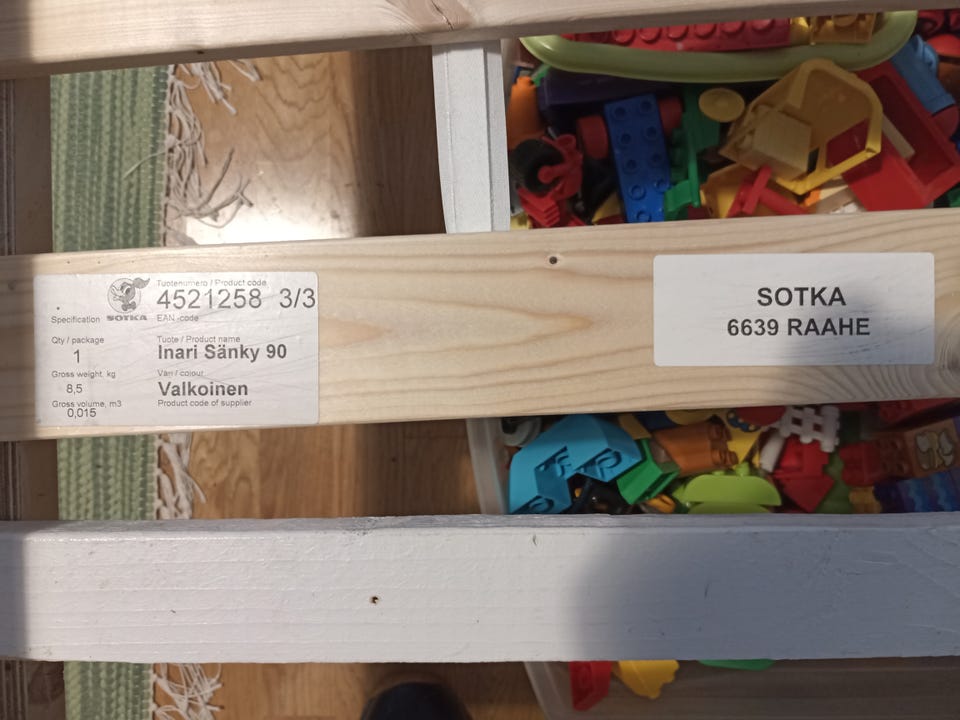 Tuotenumero / Product code
4521258 3/3
SOTKA
Specification
EAN -code
Qty / package
1
Tuote / Product name
Inari Sänky 90
Gross weight, kg
8,5
Vari / colour
Valkoinen
Gross volume, m3
0,015
Product code of supplier
SOTKA
6639 RAAHE